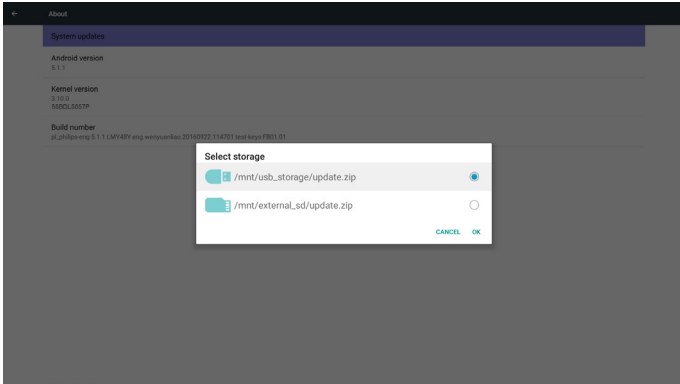 About
System updates
Android version
5.1.1
Kernel version
3.10.0
55BDL5057P
Build number
pl_philips-eng 5.1.1 LMY48Y eng.wenyuanlian.20160922.114701 test-keys FB01.01
Select storage
/mnt/usb_storage/update.zip
/mnt/external_sd/update.zip
CANCEL OK